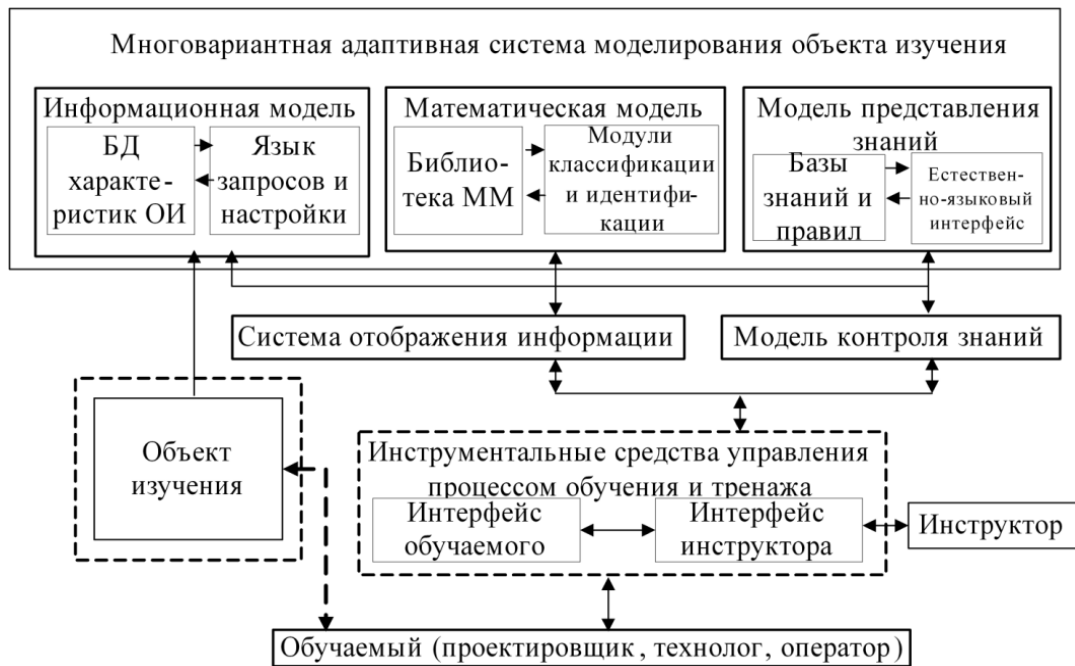 Многовариантная адаптивная система моделирования объекта изучения
Информационная модель
БД
характе-
ристик ОИ
Язык
запросов и
настройки
Математическая модель
Библио-
тека ММ
Модули
классификации
и идентифи-
кации
Модель представления
знаний
Базы
знаний и
правил
Естествен-
но-языковый
интерфейс
Система отображения информации
Модель контроля знаний
Объект
изучения
Инструментальные средства управления
процессом обучения и тренажа
Интерфейс
обучаемого
Интерфейс
инструктора
Инструктор
Обучаемый (проектировщик, технолог, оператор)